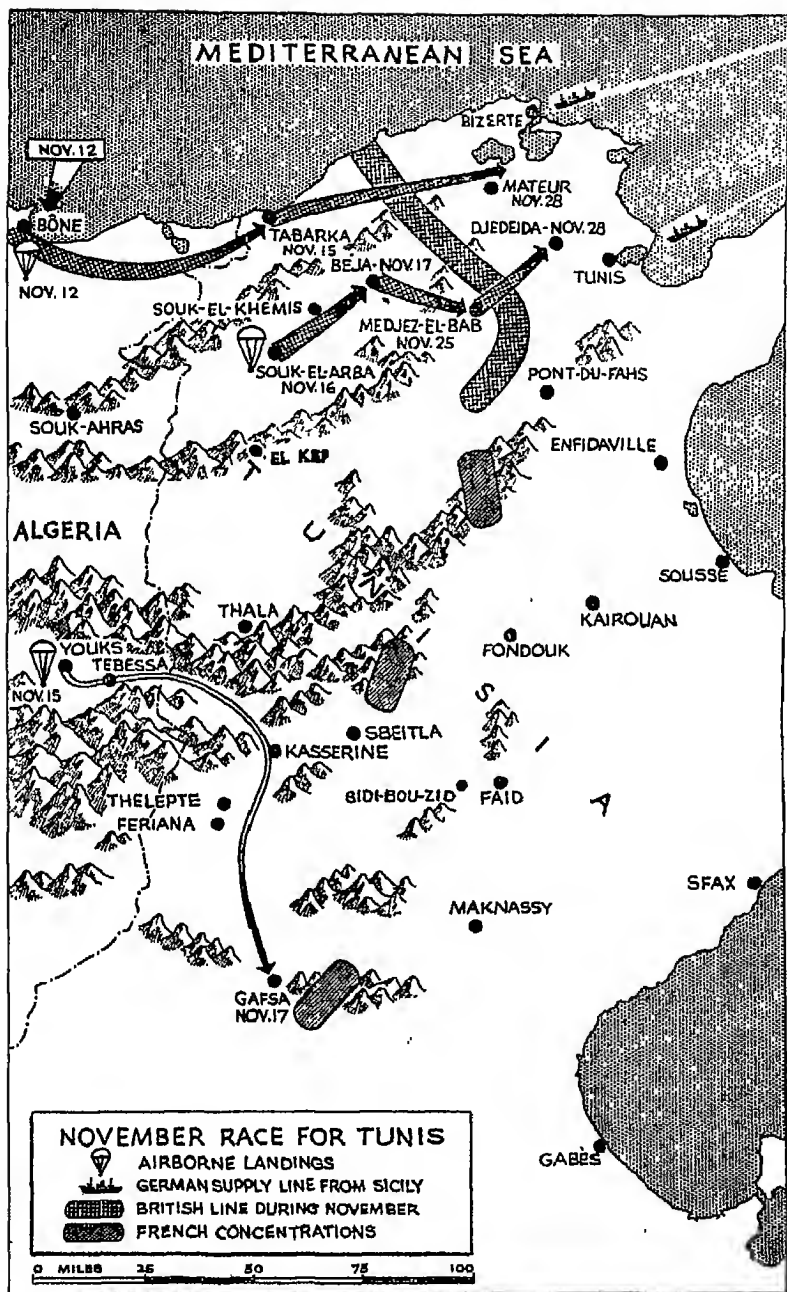 MEDITERRANEAN SEA
BIZERTE
NOV. 12
BÔNE
NOV. 12
TABARKA
NOV. 15
MATEUR
NOV. 28
DJEDEIDA-NOV. 28
TUNIS
BEJA-NOV. 17
SOUK-EL-KHEMIS
MEDJEZ-EL-BAB
NOV. 25
SOUK-EL-ARBA
NOV. 16
PONT-DU-FAHS
SOUK-AHRAS
EL KEF
ENFIDAVILLE
ALGERIA
TUNISIA
SOUSSE
THALA
KAIROUAN
FONDOUK
YOUKS
TEBESSA
NOV. 15
SBEITLA
KASSERINE
SIDI-BOU-ZID
FAID
THELEPTE
FERIANA
SFAX
MAKNASSY
GAFSA
NOV. 17
GABÈS
NOVEMBER RACE FOR TUNIS
AIRBORNE LANDINGS
GERMAN SUPPLY LINE FROM SICILY
BRITISH LINE DURING NOVEMBER
FRENCH CONCENTRATIONS
0 MILES 25 50 75 100